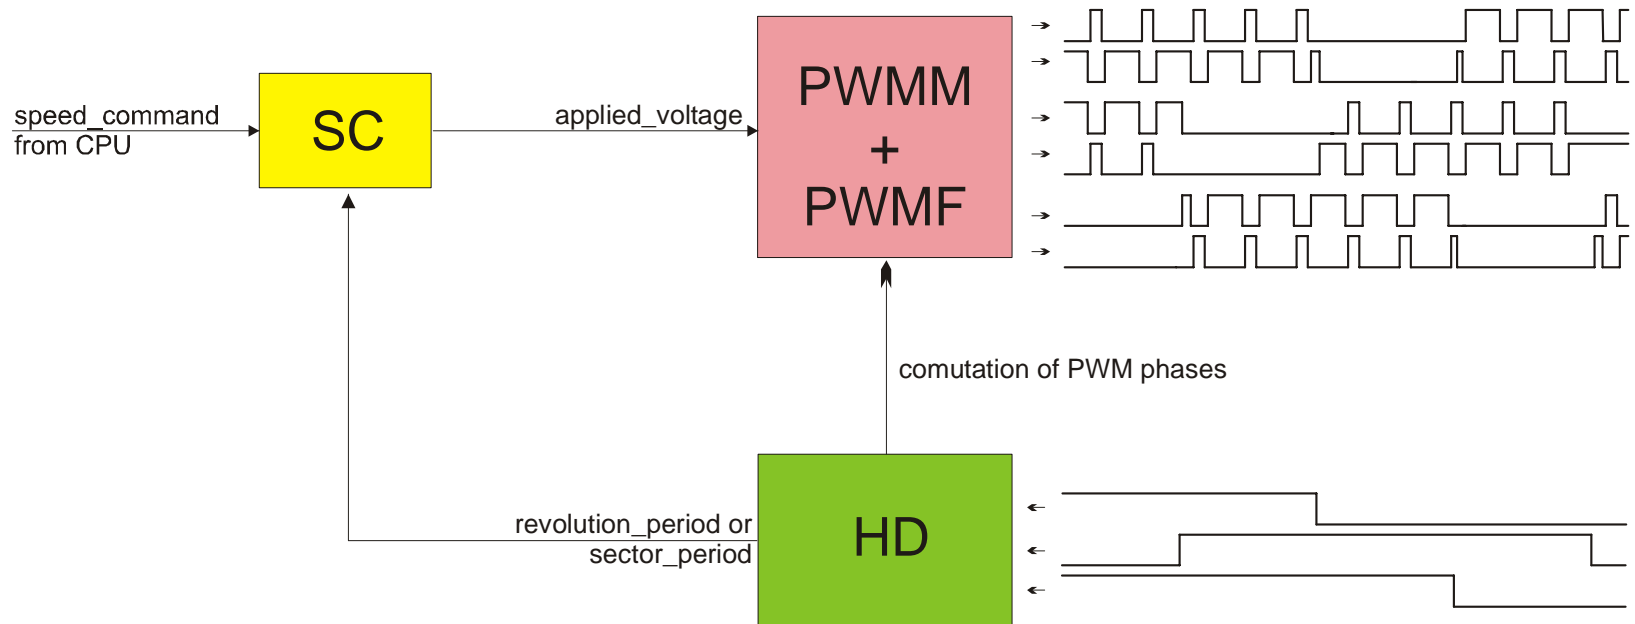 speed_command
from CPU
SC
applied_voltage
PWMM
+
PWMF
comutation of PWM phases
revolution_period or
sector_period
HD